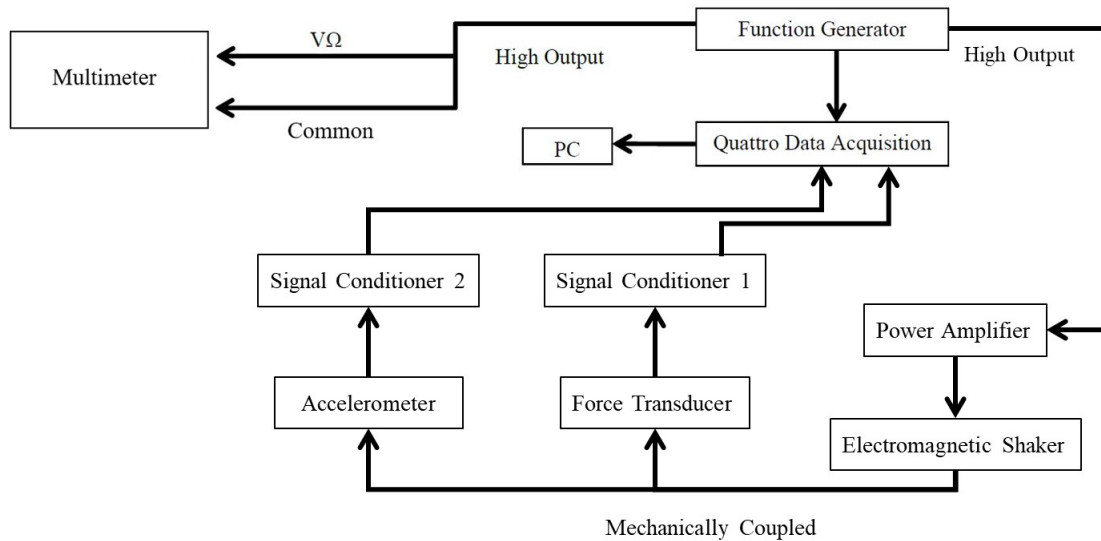 Function Generator
VΩ
High Output
High Output
Multimeter
Common
Quattro Data Acquisition
PC
Signal Conditioner 2
Signal Conditioner 1
Power Amplifier
Accelerometer
Force Transducer
Electromagnetic Shaker
Mechanically Coupled